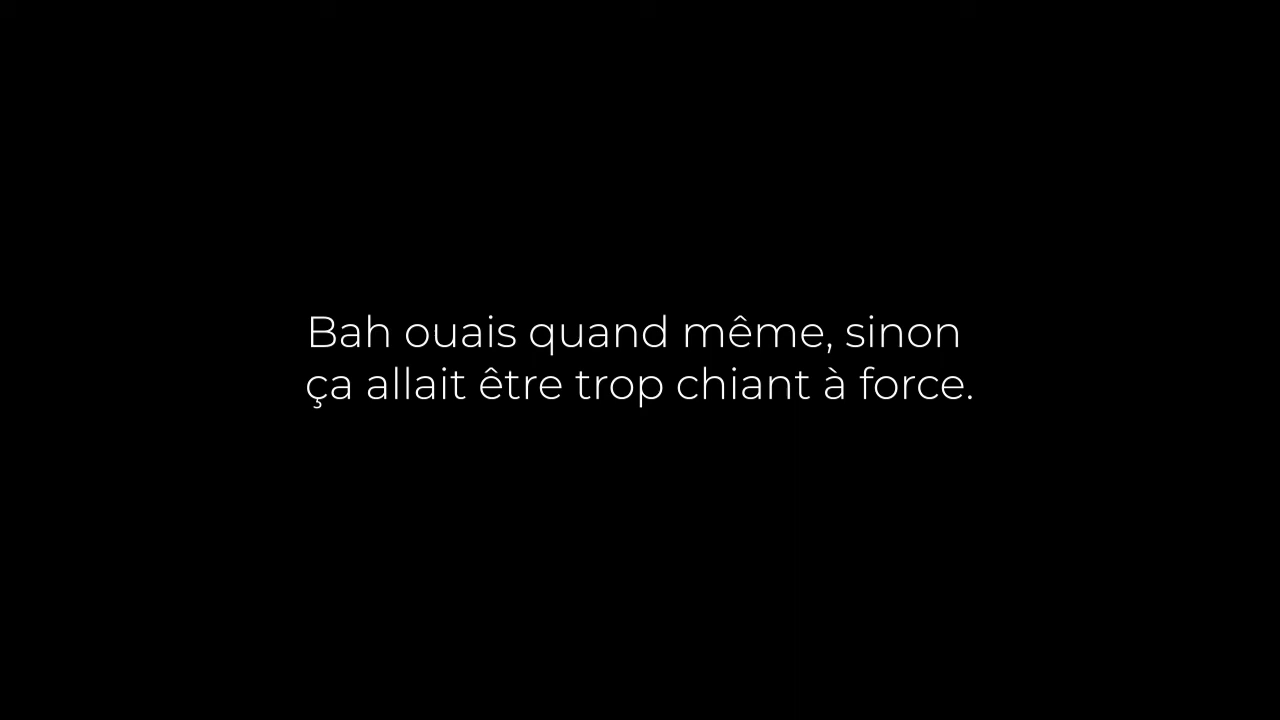 Bah ouais quand même, sinon
ça allait être trop chiant à force.